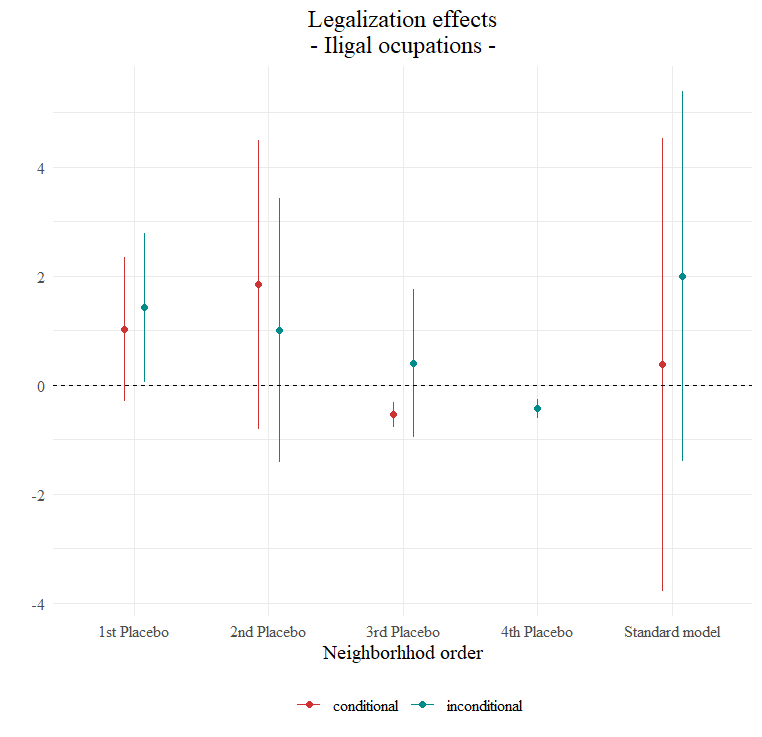 Legalization effects
- Iligal ocupations -
4
2
0
-2
-4
1st Placebo
2nd Placebo
3rd Placebo
4th Placebo
Standard model
Neighborhhod order
conditional
inconditional